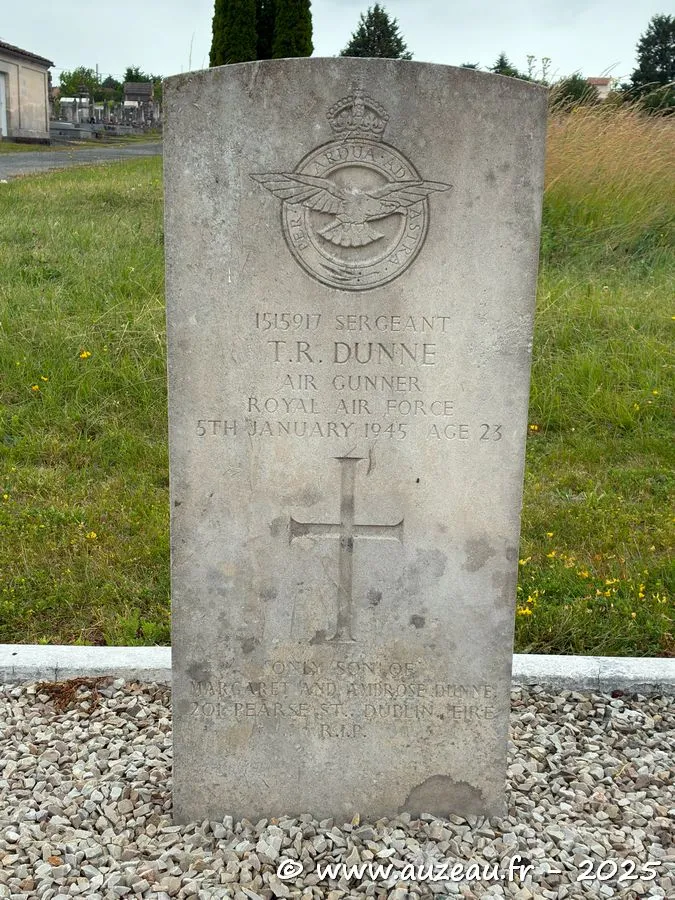 PER ARDUA AD ASTRA
1515917 SERGEANT
T.R. DUNNE
AIR GUNNER
ROYAL AIR FORCE
5TH JANUARY 1945 AGE 23
ONLY SON OF
MARGARET AND AMBROSE DUNNE,
201 PEARSE ST., DUBLIN, EIRE
R.I.P.
© www.auzeau.fr - 2025